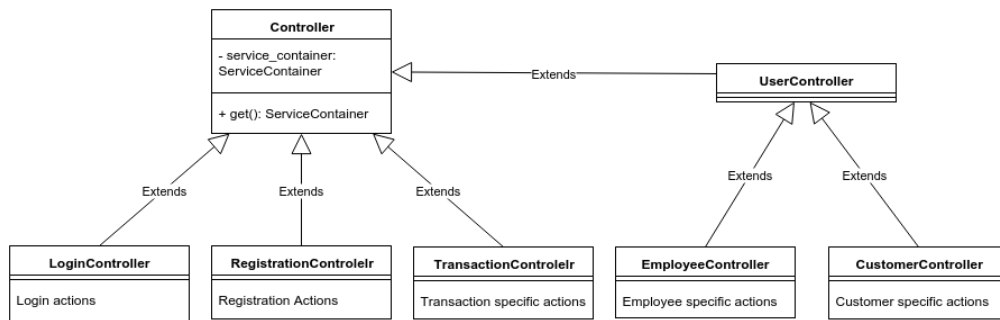 Controller
- service_container:
ServiceContainer
+ get(): ServiceContainer
Extends
UserController
Extends
Extends
Extends
Extends
Extends
LoginController
Login actions
RegistrationControlelr
Registration Actions
TransactionControlelr
Transaction specific actions
EmployeeController
Employee specific actions
CustomerController
Customer specific actions